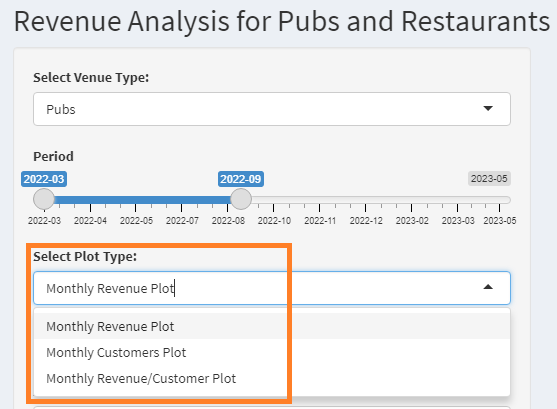 Revenue Analysis for Pubs and Restaurants
Select Venue Type:
Pubs
Period
2022-03 2022-09 2023-05
2022-03 2022-04 2022-05 2022-07 2022-08 2022-10 2022-11 2022-12 2023-02 2023-03 2023-05
Select Plot Type:
Monthly Revenue Plot
Monthly Revenue Plot
Monthly Customers Plot
Monthly Revenue/Customer Plot